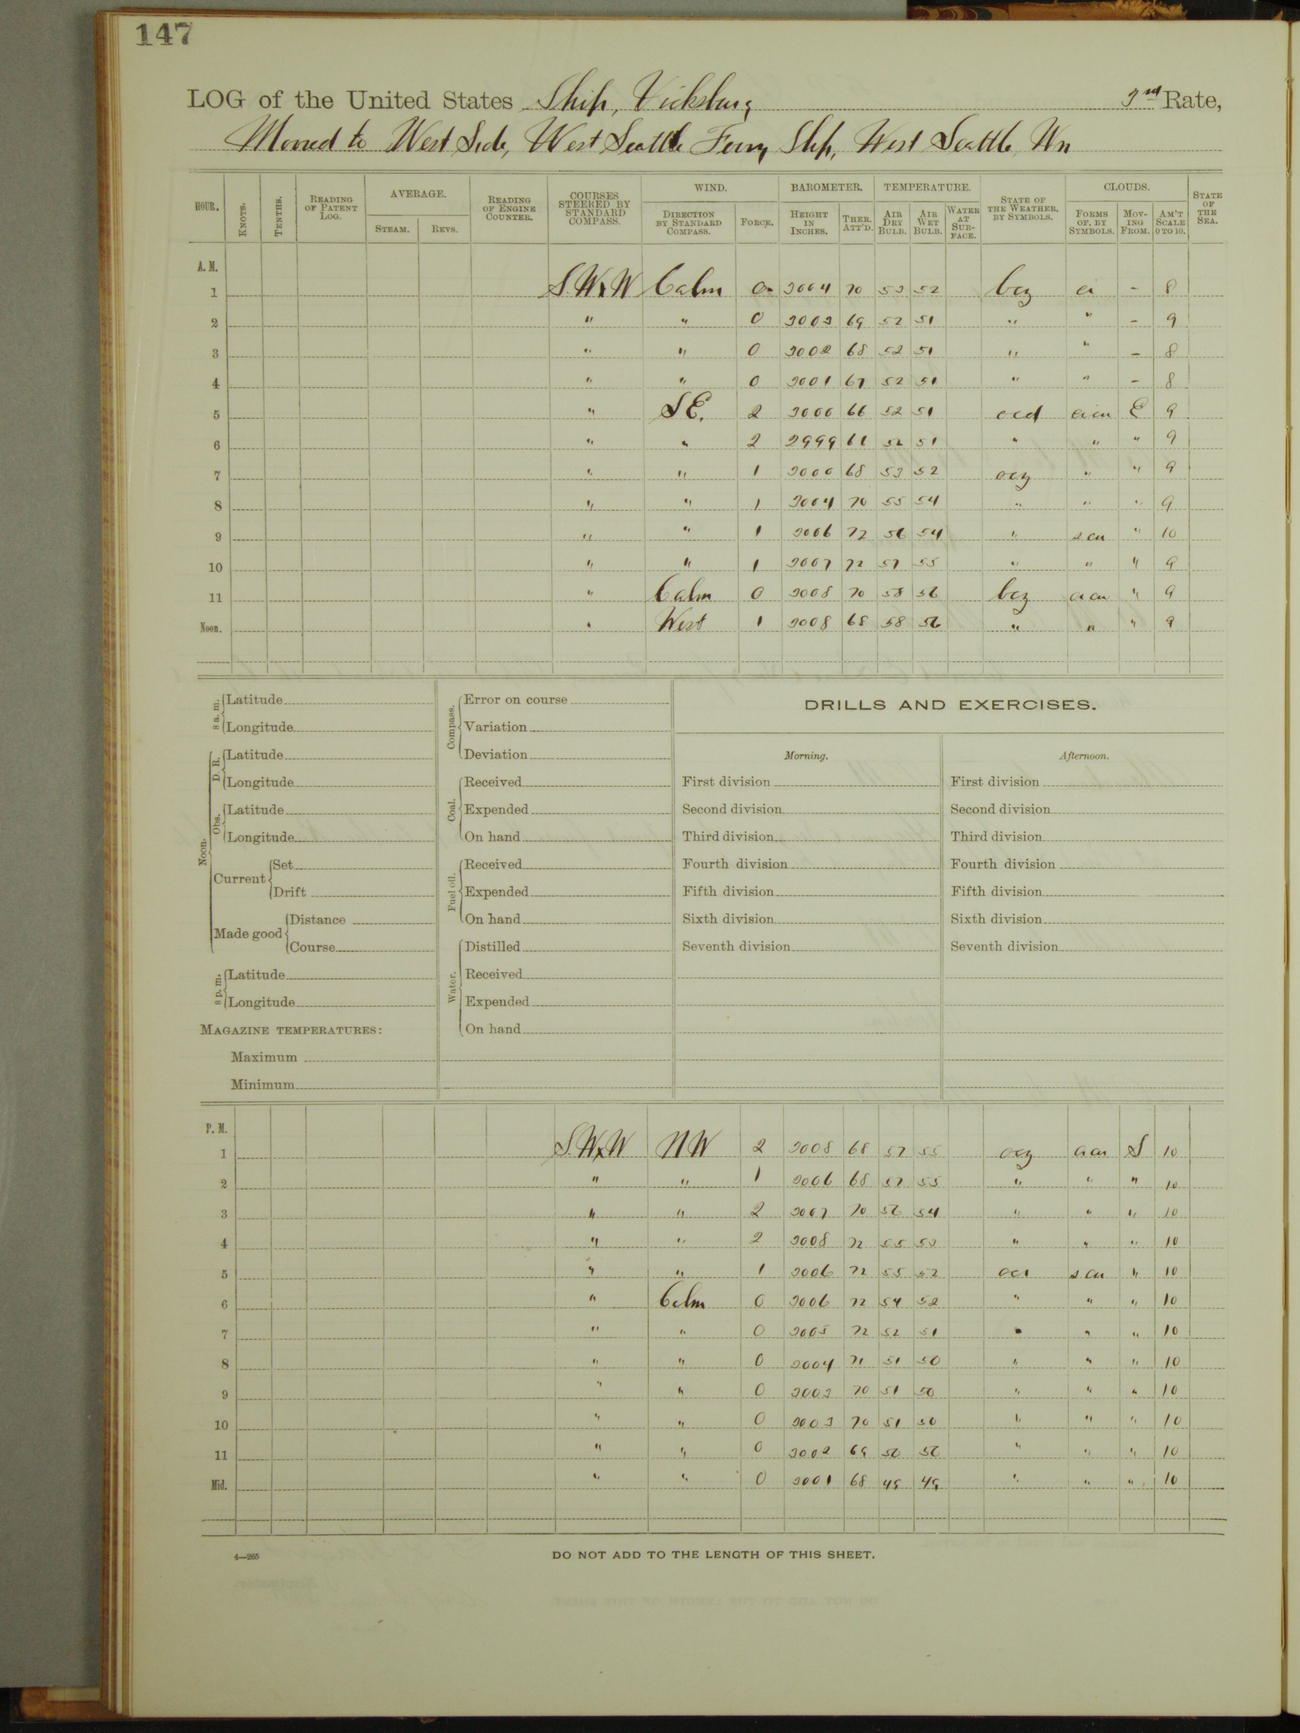 147
LOG of the United States Ship, Vicksburg 3rd Rate,
Moored to West Side, West Seattle Ferry Slip, West Seattle, Wn
HOUR. KNOTS. TENTHS. READING OF PATENT LOG. AVERAGE. STEAM. REVS. READING OF ENGINE COUNTER. COURSES STEERED BY STANDARD COMPASS. WIND. DIRECTION BY STANDARD COMPASS. FORCE. BAROMETER. HEIGHT IN INCHES. THER. ATT'D. TEMPERATURE. AIR DRY BULB. AIR WET BULB. WATER AT SURFACE. STATE OF THE WEATHER, BY SYMBOLS. CLOUDS. FORMS OF, BY SYMBOLS. MOVING FROM. AM'T SCALE 0 TO 10. STATE OF THE SEA.
A. M.
1 S.WxW Calm 0 3004 70 53 52 bcz ci - 8
2 " " 0 3003 69 52 51 " " - 9
3 " " 0 3002 68 52 51 " " - 8
4 " " 0 3001 67 52 51 " " - 8
5 " SE. 2 3000 66 52 51 ocd cicu E 9
6 " " 2 2999 66 52 51 " " " 9
7 " " 1 3000 68 53 52 ocz " " 9
8 " " 1 3004 70 55 54 " " " 9
9 " " 1 3006 72 56 54 " scu " 10
10 " " 1 3007 72 57 55 " " " 9
11 " Calm 0 3008 70 58 56 bcz cicu " 9
Noon. " West 1 3008 68 58 56 " " " 9
8 a. m. Latitude
Longitude
Noon. D. R. Latitude
Longitude
Obs. Latitude
Longitude
Current Set
Drift
Made good Distance
Course
8 p. m. Latitude
Longitude
MAGAZINE TEMPERATURES:
Maximum
Minimum
Compass. Error on course
Variation
Deviation
Coal. Received
Expended
On hand
Fuel oil. Received
Expended
On hand
Water. Distilled
Received
Expended
On hand
DRILLS AND EXERCISES.
Morning. Afternoon.
First division First division
Second division Second division
Third division Third division
Fourth division Fourth division
Fifth division Fifth division
Sixth division Sixth division
Seventh division Seventh division
P. M.
1 S.WxW NW 2 3008 68 57 55 ocz cicu S 10
2 " " 1 3006 68 57 55 " " " 10
3 " " 2 3007 70 56 54 " " " 10
4 " " 2 3008 72 55 53 " " " 10
5 " " 1 3006 72 55 52 oci scu " 10
6 " Calm 0 3006 72 54 52 " " " 10
7 " " 0 3005 72 52 51 " " " 10
8 " " 0 3004 71 51 50 " " " 10
9 " " 0 3003 70 51 50 " " " 10
10 " " 0 3003 70 51 50 " " " 10
11 " " 0 3002 69 50 50 " " " 10
Mid. " " 0 3001 68 49 49 " " " 10
4—265
DO NOT ADD TO THE LENGTH OF THIS SHEET.